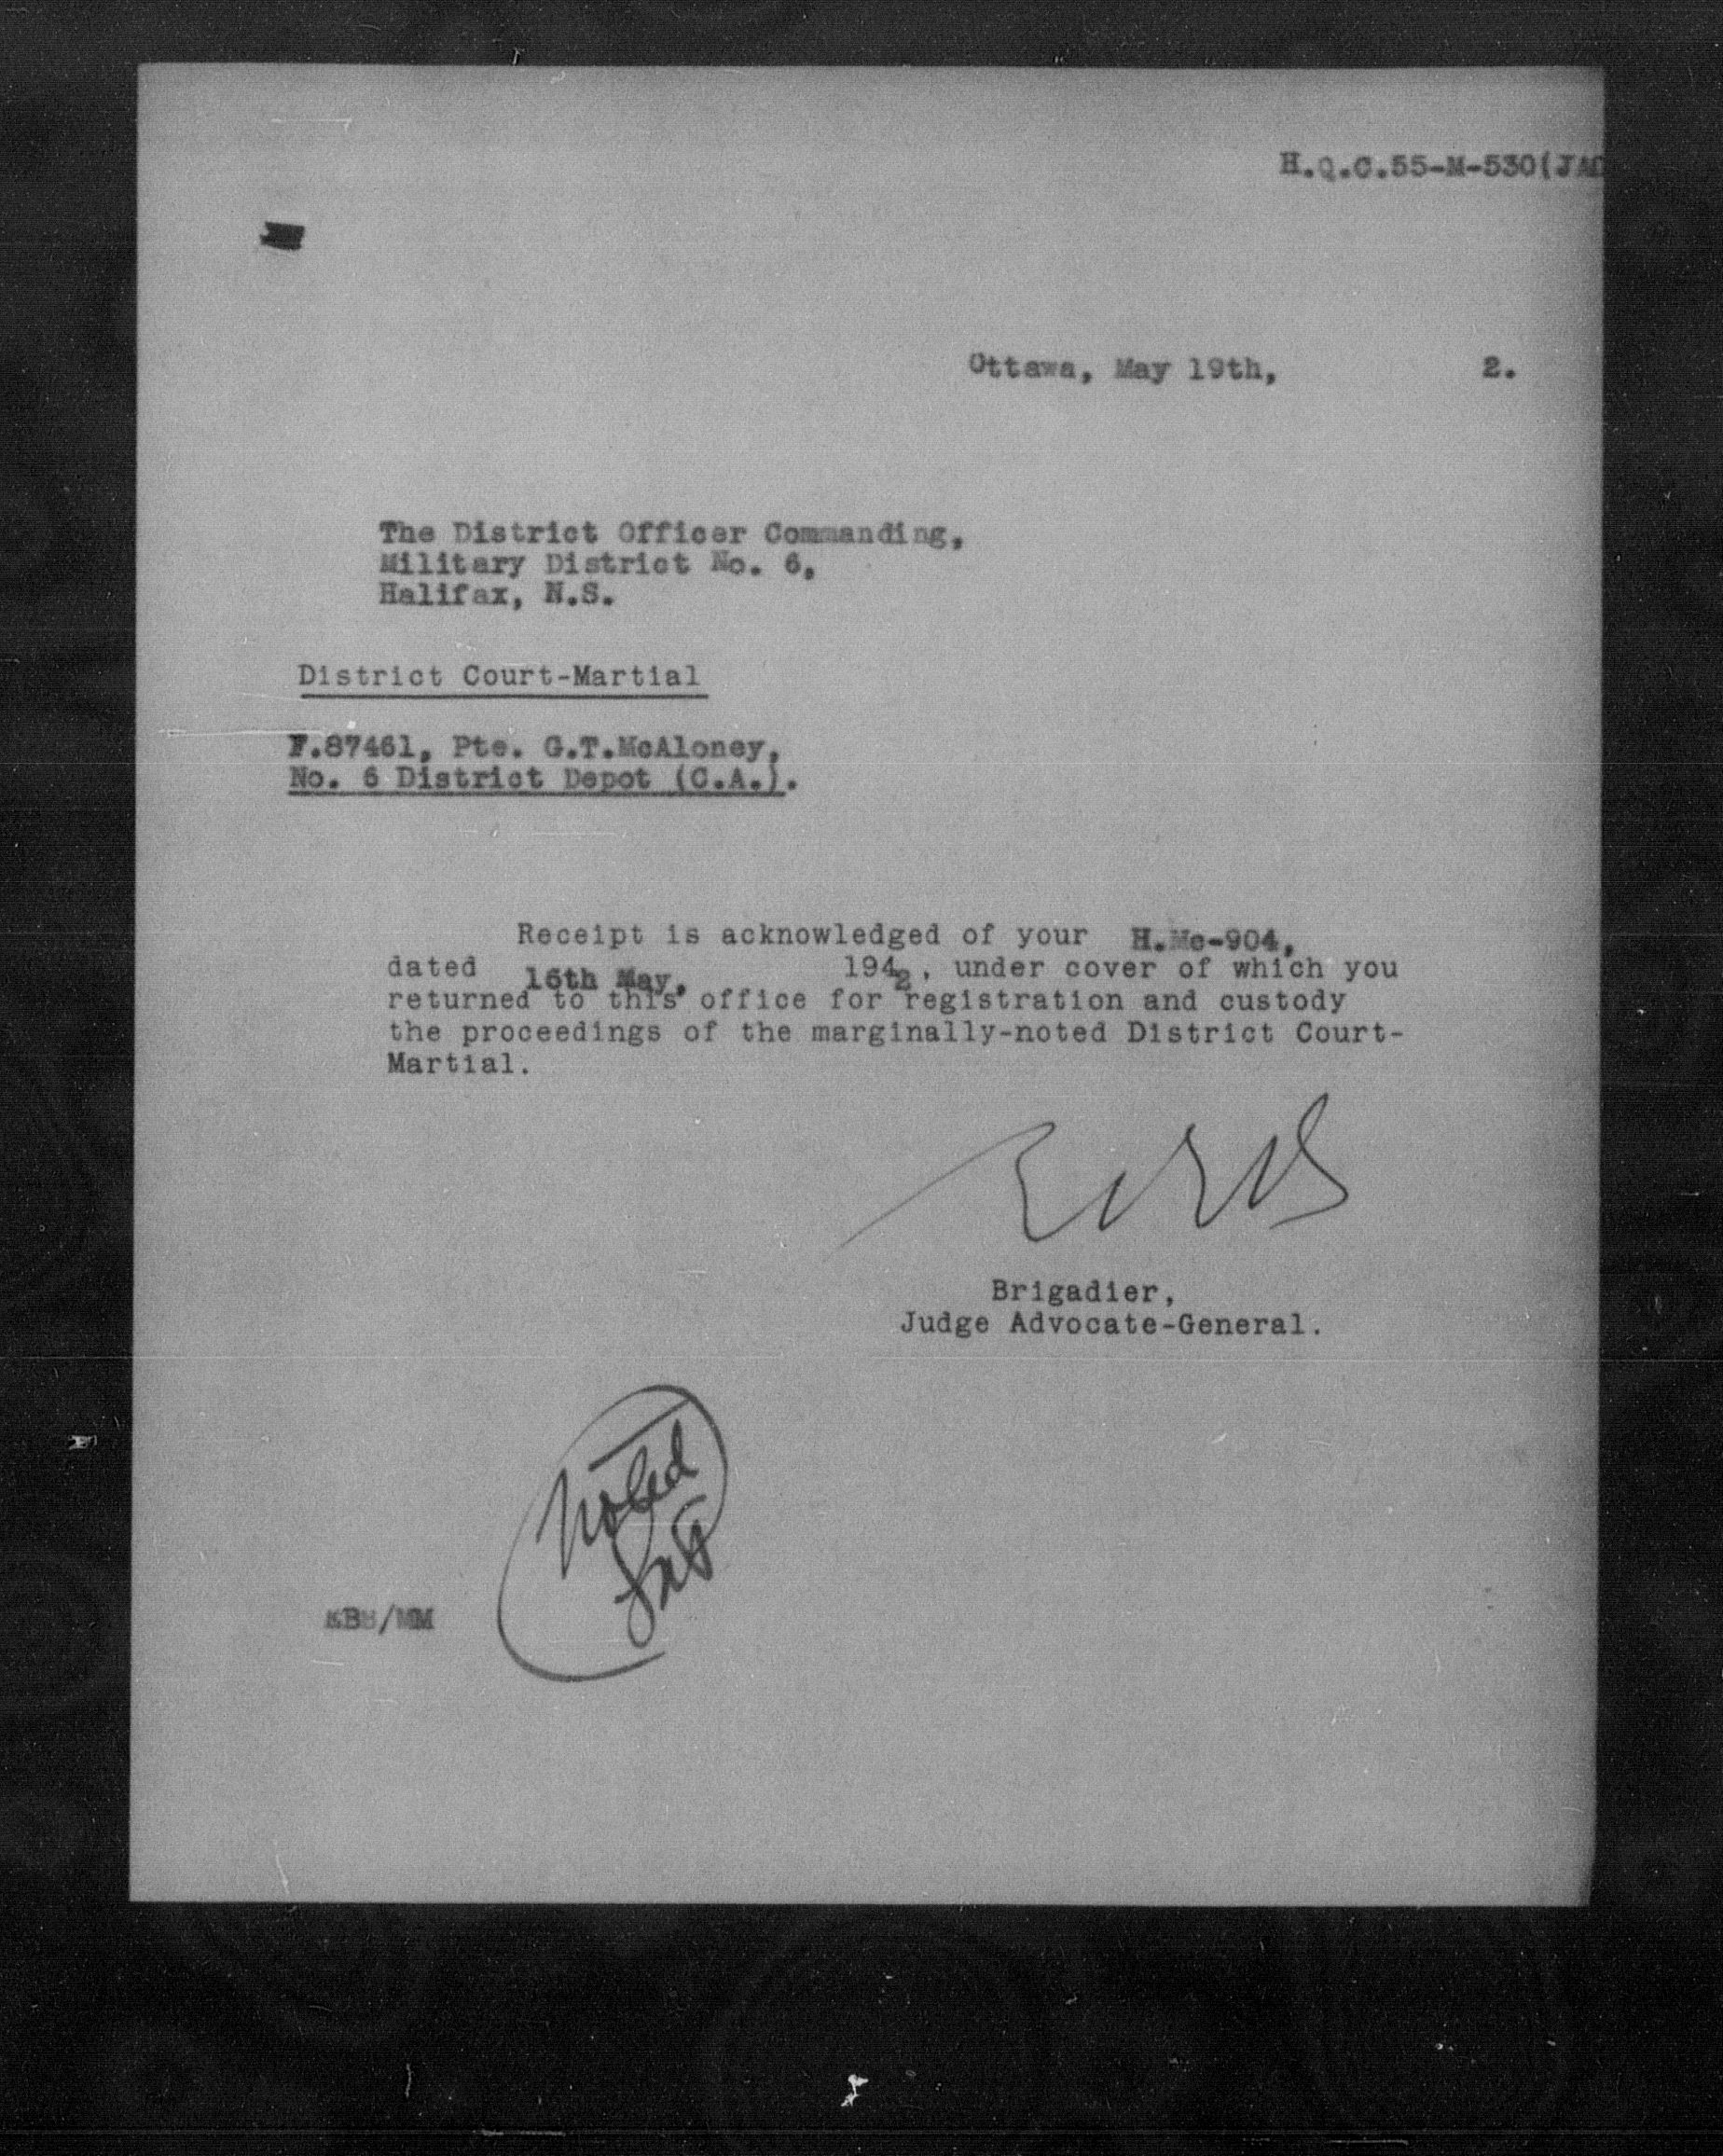 H.Q.C.55-M-530(JAG
Ottawa, May 19th, 2.
The District Officer Commanding,
Military District No. 6,
Halifax, N.S.
District Court-Martial
F.87461, Pte. G.T.McAloney,
No. 6 District Depot (C.A.).
Receipt is acknowledged of your H.Mc-904,
dated 16th May, 1942, under cover of which you
returned to this office for registration and custody
the proceedings of the marginally-noted District Court-
Martial.
Brigadier,
Judge Advocate-General.
Noted
/MM